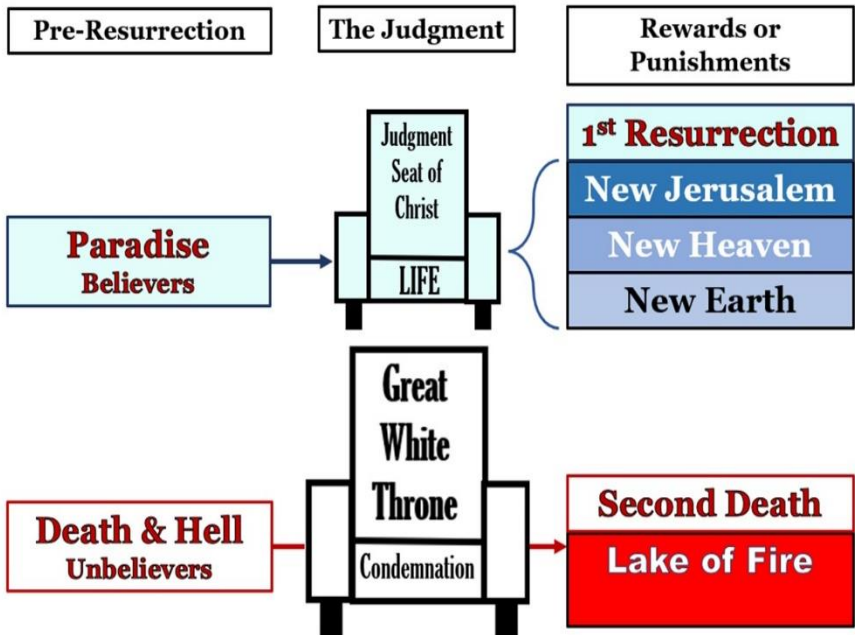 Pre-Resurrection
The Judgment
Rewards or
Punishments
Paradise
Believers
Judgment
Seat of
Christ
LIFE
1st Resurrection
New Jerusalem
New Heaven
New Earth
Death & Hell
Unbelievers
Great
White
Throne
Condemnation
Second Death
Lake of Fire